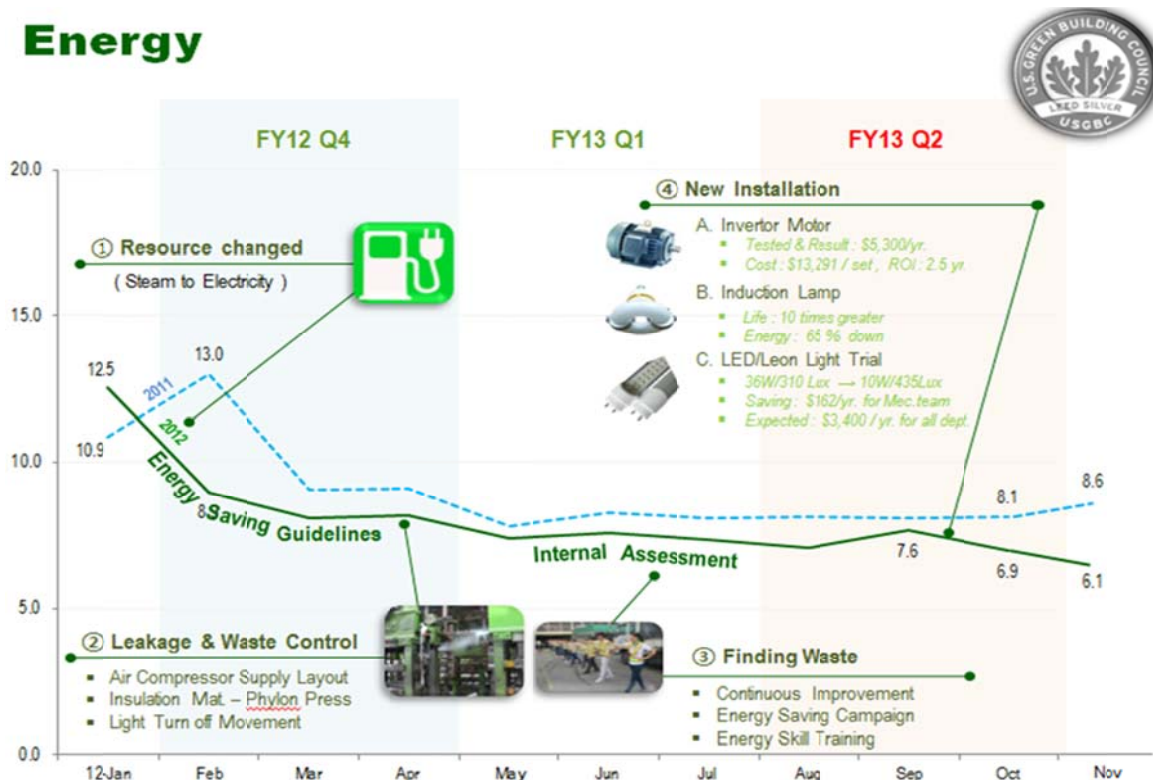 Energy
U.S. GREEN BUILDING COUNCIL
LEED SILVER
USGBC
FY12 Q4
FY13 Q1
FY13 Q2
20.0
15.0
10.0
5.0
0.0
① Resource changed
( Steam to Electricity )
④ New Installation
A. Invertor Motor
▪ Tested & Result : $5,300/yr.
▪ Cost : $13,291 / set , ROI : 2.5 yr.
B. Induction Lamp
▪ Life : 10 times greater
▪ Energy : 65 % down
C. LED/Leon Light Trial
▪ 36W/310 Lux → 10W/435Lux
▪ Saving : $162/yr. for Mec.team
▪ Expected : $3,400 / yr. for all dept.
12.5
2011
13.0
10.9
2012
Energy Saving Guidelines
Internal Assessment
7.6
8.1
6.9
8.6
6.1
② Leakage & Waste Control
▪ Air Compressor Supply Layout
▪ Insulation Mat. – Phylon Press
▪ Light Turn off Movement
③ Finding Waste
▪ Continuous Improvement
▪ Energy Saving Campaign
▪ Energy Skill Training
12-Jan Feb Mar Apr May Jun Jul Aug Sep Oct Nov